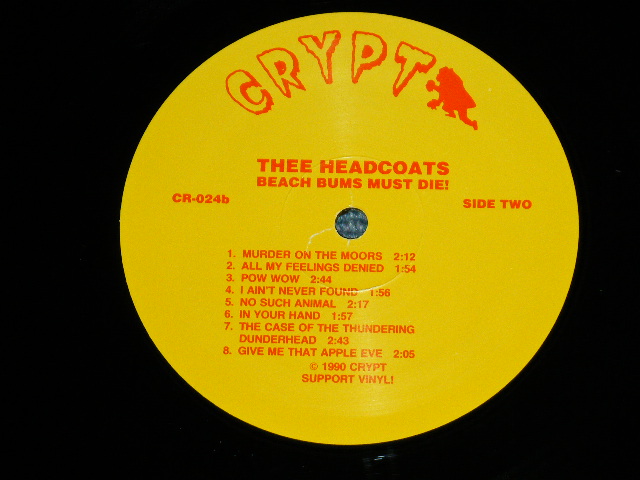 CRYPT
THEE HEADCOATS
BEACH BUMS MUST DIE!
CR-024b
SIDE TWO
1. MURDER ON THE MOORS 2:12
2. ALL MY FEELINGS DENIED 1:54
3. POW WOW 2:44
4. I AIN'T NEVER FOUND 1:56
5. NO SUCH ANIMAL 2:17
6. IN YOUR HAND 1:57
7. THE CASE OF THE THUNDERING
DUNDERHEAD 2:43
8. GIVE ME THAT APPLE EVE 2:05
© 1990 CRYPT
SUPPORT VINYL!